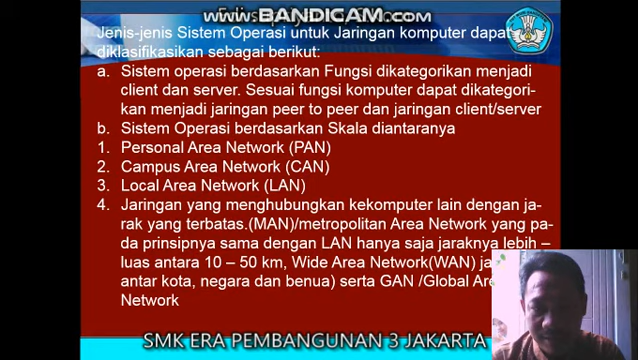 WWW.BANDICAM.COM
Jenis-jenis Sistem Operasi untuk Jaringan komputer dapat
diklasifikasikan sebagai berikut:
a. Sistem operasi berdasarkan Fungsi dikategorikan menjadi
client dan server. Sesuai fungsi komputer dapat dikategori-
kan menjadi jaringan peer to peer dan jaringan client/server
b. Sistem Operasi berdasarkan Skala diantaranya
1. Personal Area Network (PAN)
2. Campus Area Network (CAN)
3. Local Area Network (LAN)
4. Jaringan yang menghubungkan kekomputer lain dengan ja-
rak yang terbatas.(MAN)/metropolitan Area Network yang pa-
da prinsipnya sama dengan LAN hanya saja jaraknya lebih –
luas antara 10 – 50 km, Wide Area Network(WAN)
antar kota, negara dan benua) serta GAN /Global
Network
SMK ERA PEMBANGUNAN 3 JAKARTA